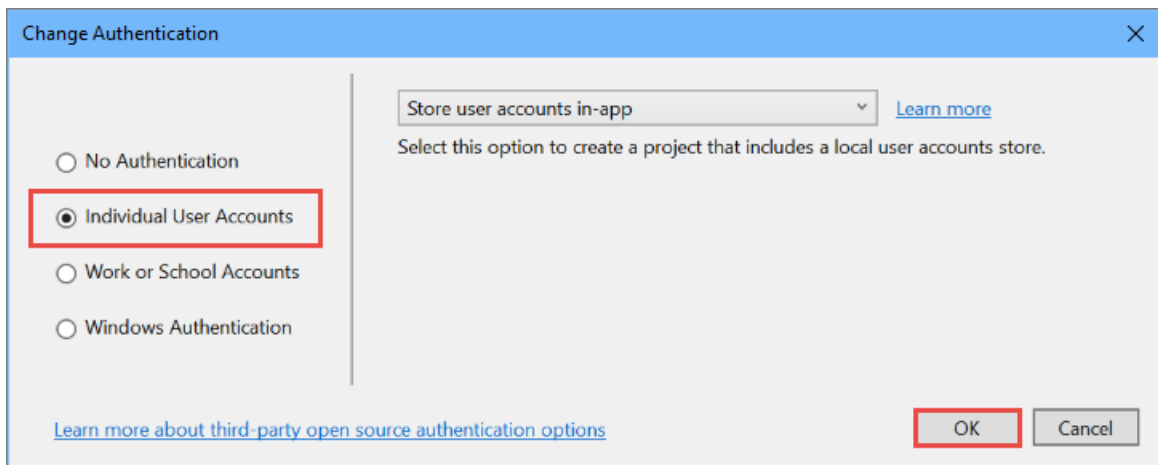 Change Authentication
Store user accounts in-app
Learn more
Select this option to create a project that includes a local user accounts store.
No Authentication
Individual User Accounts
Work or School Accounts
Windows Authentication
Learn more about third-party open source authentication options
OK
Cancel